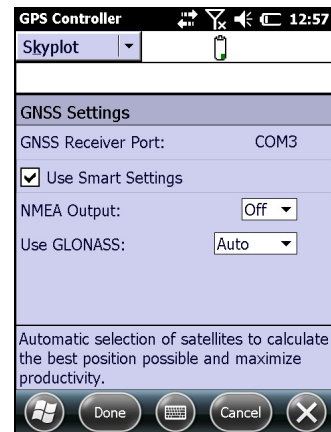 GPS Controller 12:57
Skyplot
GNSS Settings
GNSS Receiver Port: COM3
Use Smart Settings
NMEA Output: Off
Use GLONASS: Auto
Automatic selection of satellites to calculate
the best position possible and maximize
productivity.
Done Cancel